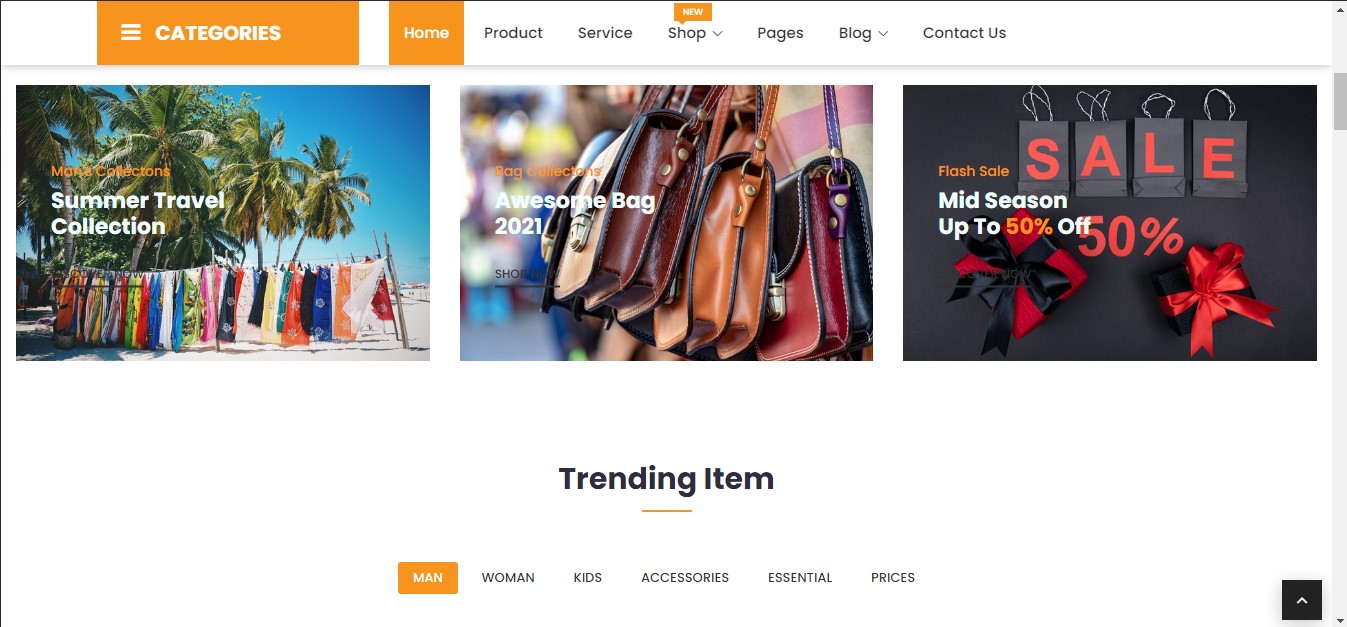 NEW
CATEGORIES
Home
Product
Service
Shop
Pages
Blog
Contact Us
Man's Collectons
Summer Travel
Collection
DISCOVER NOW
Bag Collectons
Awesome Bag
2021
SHOP NOW
SALE
Flash Sale
Mid Season
Up To 50% Off
50%
DISCOVER NOW
Trending Item
MAN
WOMAN
KIDS
ACCESSORIES
ESSENTIAL
PRICES